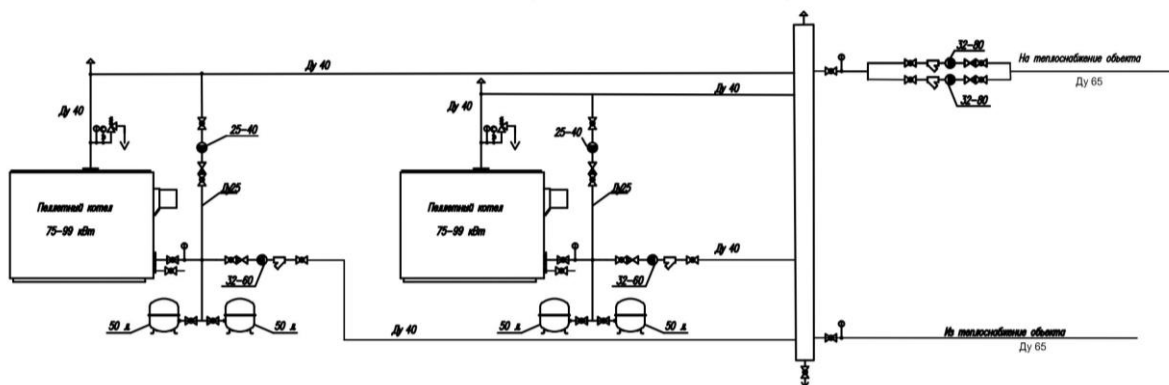 32-80
Ду 40
На теплоснабжение объекта
Ду 65
Ду 40
32-80
Ду 40
Ду 40
25-40
25-40
Ду25
Ду25
Пеллетный котел
75-99 кВт
Пеллетный котел
75-99 кВт
Ду 40
32-60
32-60
50 л
50 л
50 л
50 л
Ду 40
Из теплоснабжение объекта
Ду 65